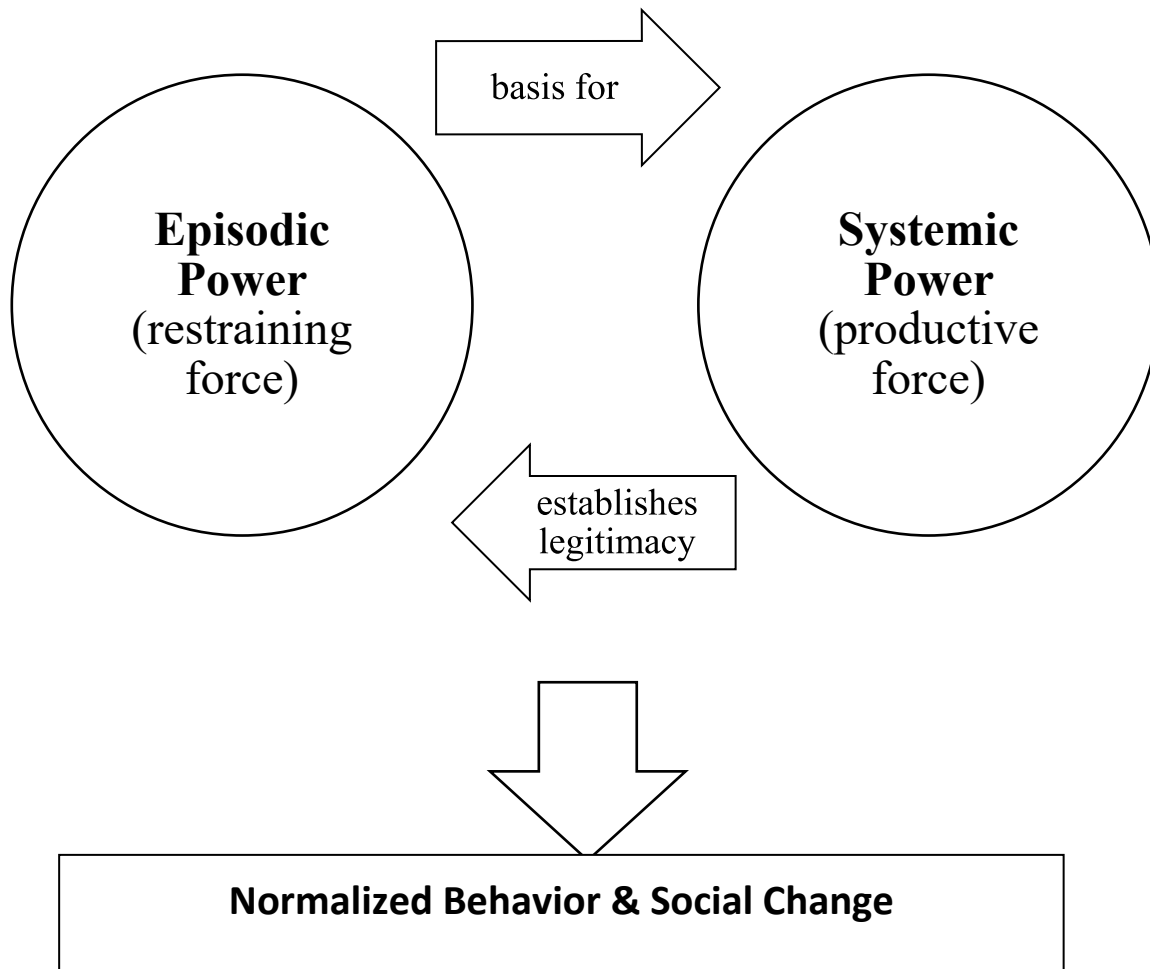 basis for
Episodic
Power
(restraining
force)
Systemic
Power
(productive
force)
establishes
legitimacy
Normalized Behavior & Social Change